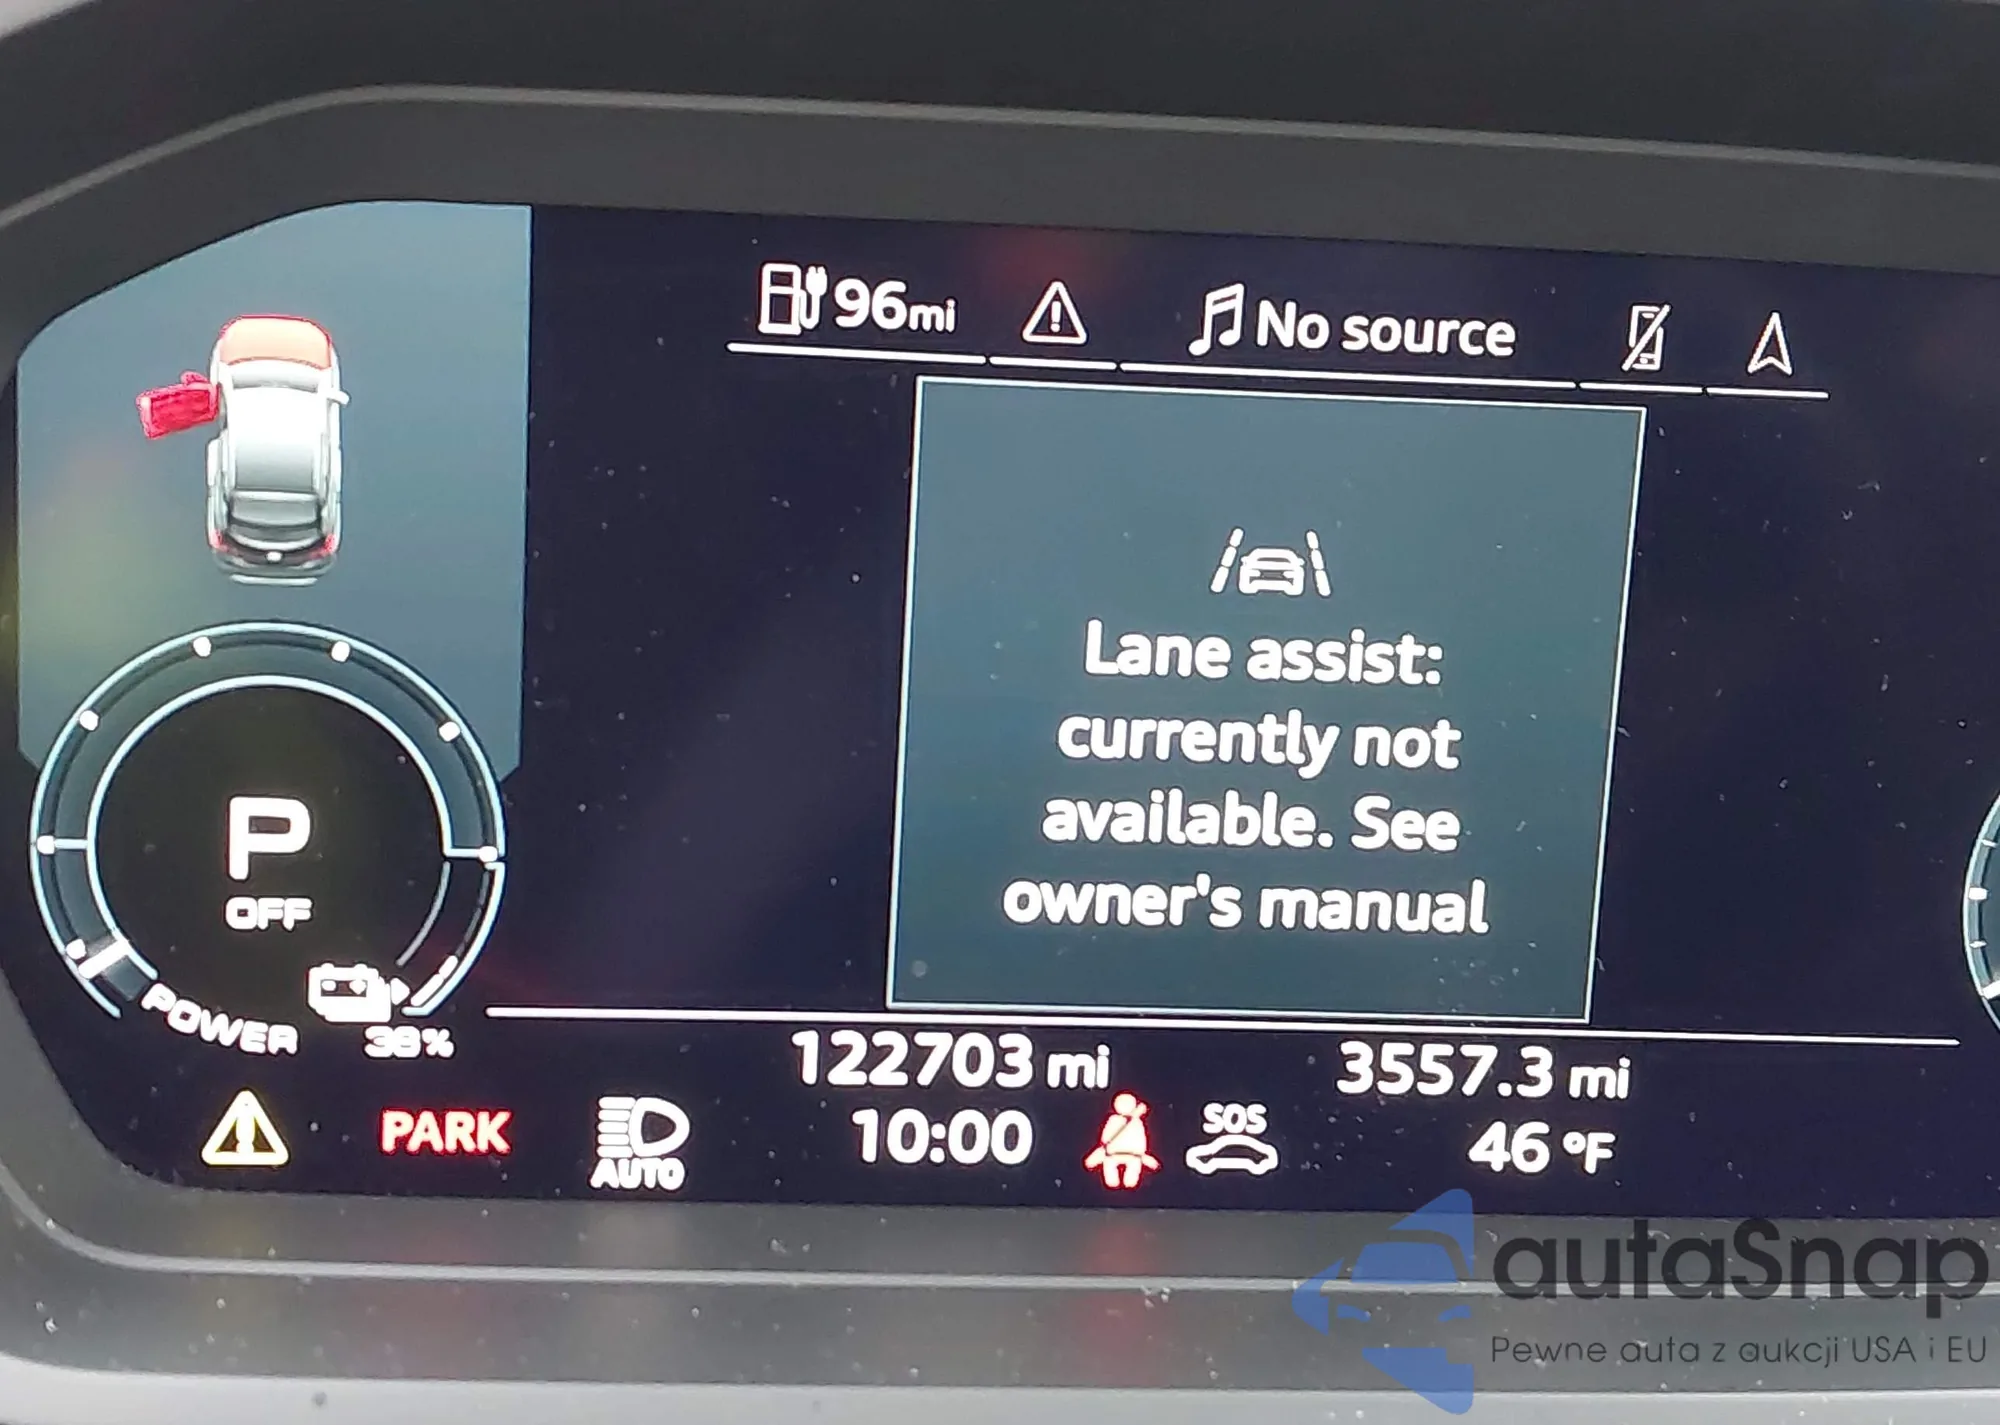 96mi
No source
Lane assist:
currently not
available. See
owner's manual
P
OFF
POWER
38%
122703 mi
3557.3 mi
PARK
AUTO
10:00
SOS
46 °F
autaSnap
Pewne auta z aukcji USA i EU